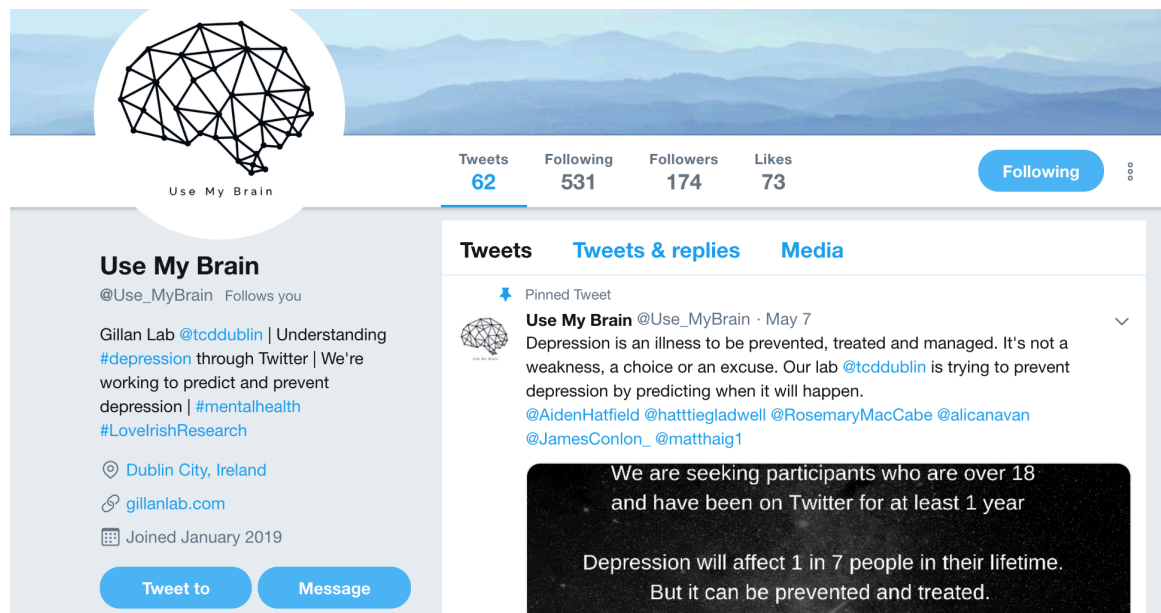 Use My Brain
Tweets Following Followers Likes
62 531 174 73
Following
Use My Brain
@Use_MyBrain Follows you
Gillan Lab @tcddublin | Understanding
#depression through Twitter | We're
working to predict and prevent
depression | #mentalhealth
#LoveIrishResearch
Dublin City, Ireland
gillanlab.com
Joined January 2019
Tweet to Message
Tweets Tweets & replies Media
Pinned Tweet
Use My Brain @Use_MyBrain · May 7
Depression is an illness to be prevented, treated and managed. It's not a
weakness, a choice or an excuse. Our lab @tcddublin is trying to prevent
depression by predicting when it will happen.
@AidenHatfield @hatttiegladwell @RosemaryMacCabe @alicanavan
@JamesConlon_ @matthaig1
We are seeking participants who are over 18
and have been on Twitter for at least 1 year
Depression will affect 1 in 7 people in their lifetime.
But it can be prevented and treated.